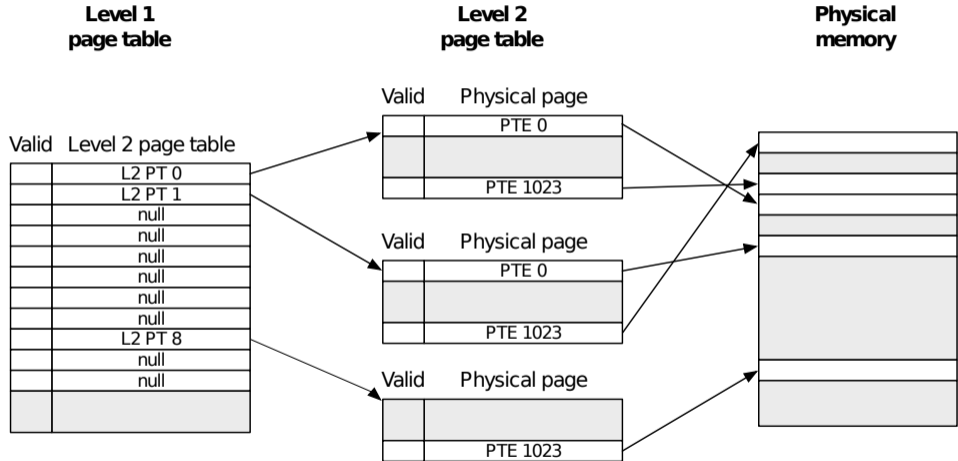 Level 1
page table
Level 2
page table
Physical
memory
Valid Level 2 page table
L2 PT 0
L2 PT 1
null
null
null
null
null
null
L2 PT 8
null
null
Valid Physical page
PTE 0
PTE 1023
Valid Physical page
PTE 0
PTE 1023
Valid Physical page
PTE 1023